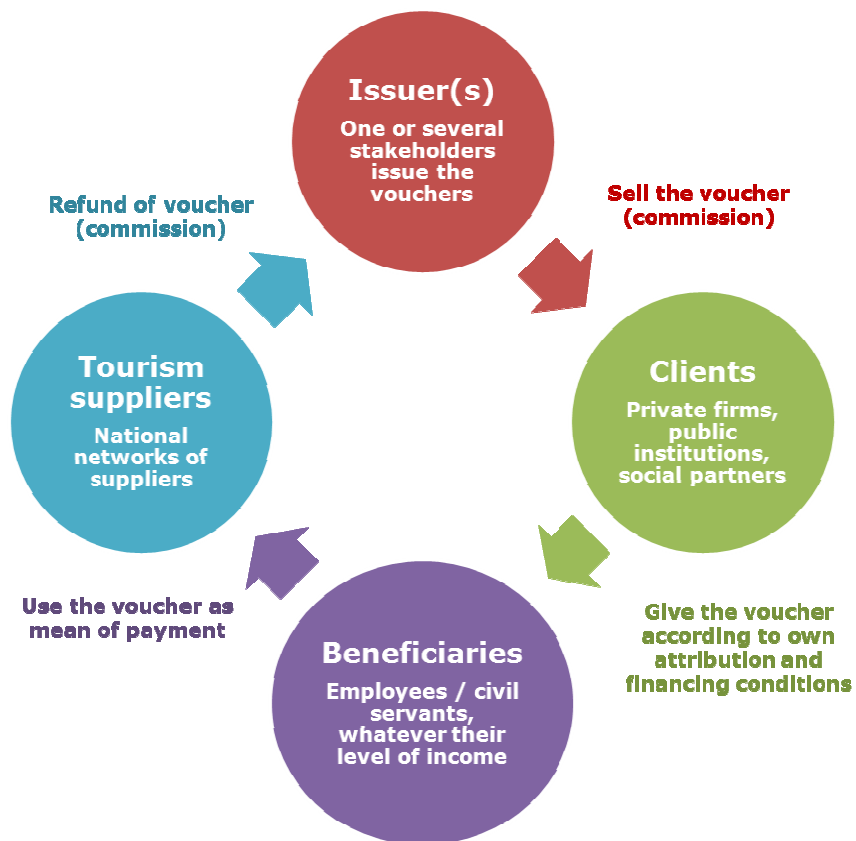 Issuer(s)
One or several
stakeholders
issue the
vouchers
Sell the voucher
(commission)
Clients
Private firms,
public
institutions,
social partners
Give the voucher
according to own
attribution and
financing conditions
Beneficiaries
Employees / civil
servants,
whatever their
level of income
Use the voucher as
mean of payment
Tourism
suppliers
National
networks of
suppliers
Refund of voucher
(commission)